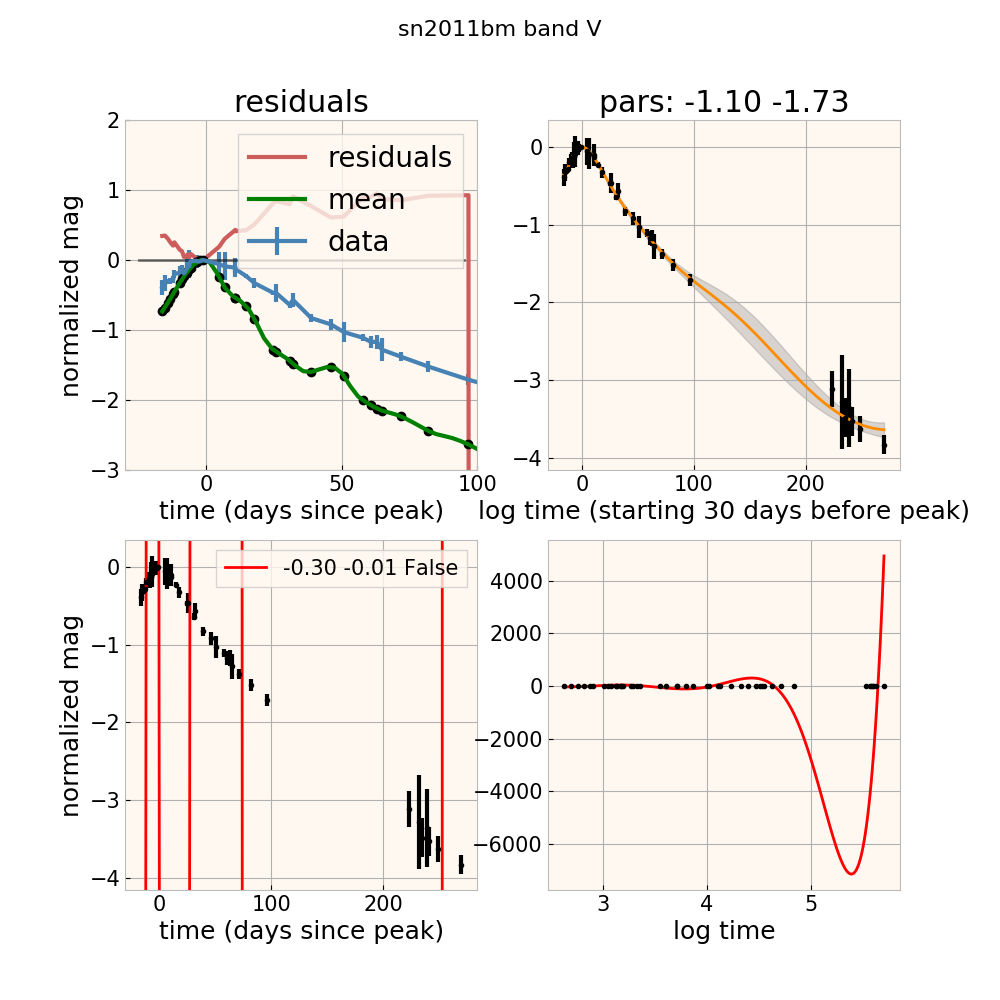 sn2011bm band V
residuals
pars: -1.10 -1.73
2
1
0
−1
−2
−3
normalized mag
residuals
mean
data
0
50
100
time (days since peak)
0
−1
−2
−3
−4
0
100
200
log time (starting 30 days before peak)
0
−1
−2
−3
−4
normalized mag
-0.30 -0.01 False
0
100
200
time (days since peak)
4000
2000
0
−2000
−4000
−6000
3
4
5
log time